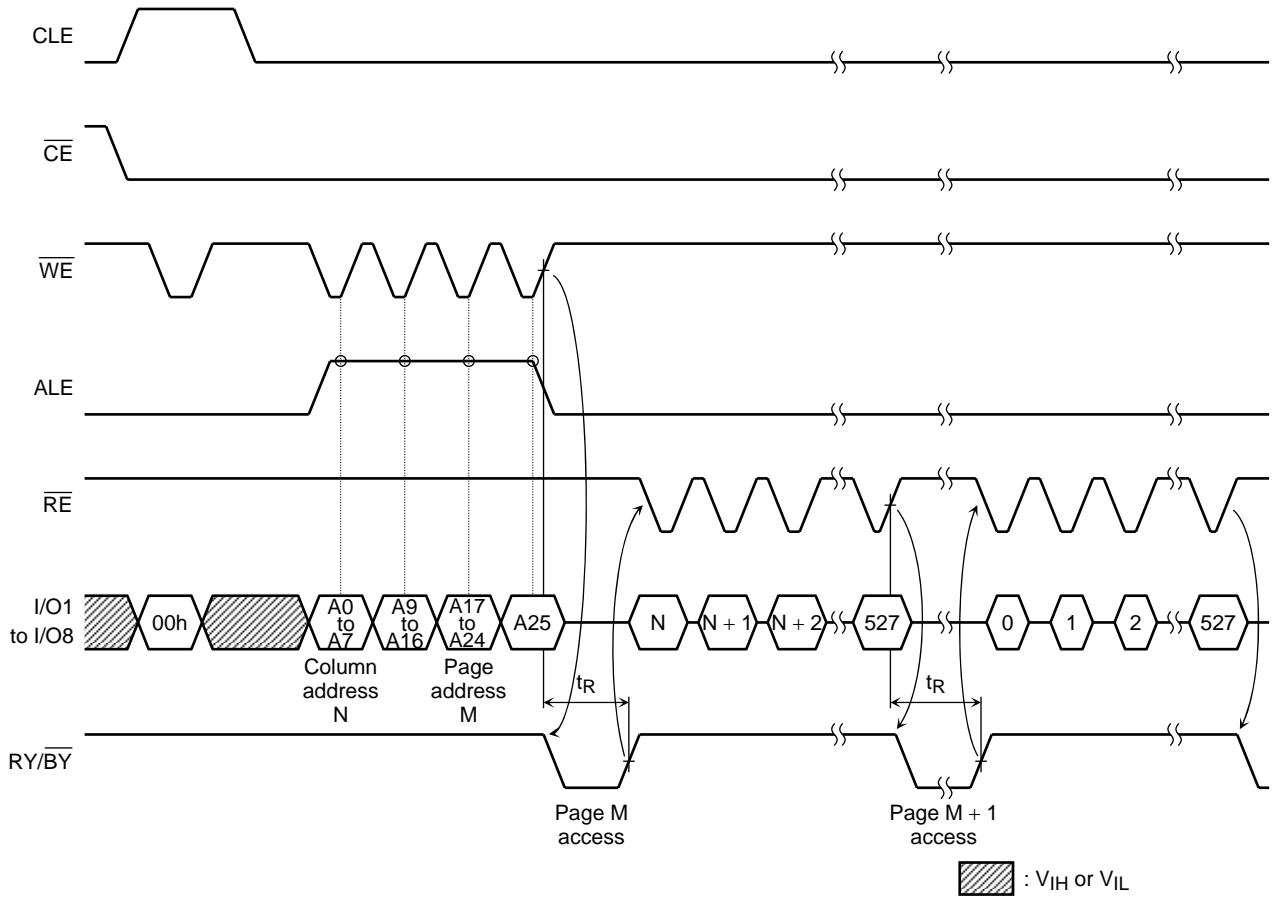 CLE
CE
WE
ALE
RE
I/O1
to I/O8
00h
A0
to
A7
A9
to
A16
A17
to
A24
A25
N
N + 1
N + 2
527
0
1
2
527
Column
address
N
Page
address
M
tR
tR
RY/BY
Page M
access
Page M + 1
access
: VIH or VIL